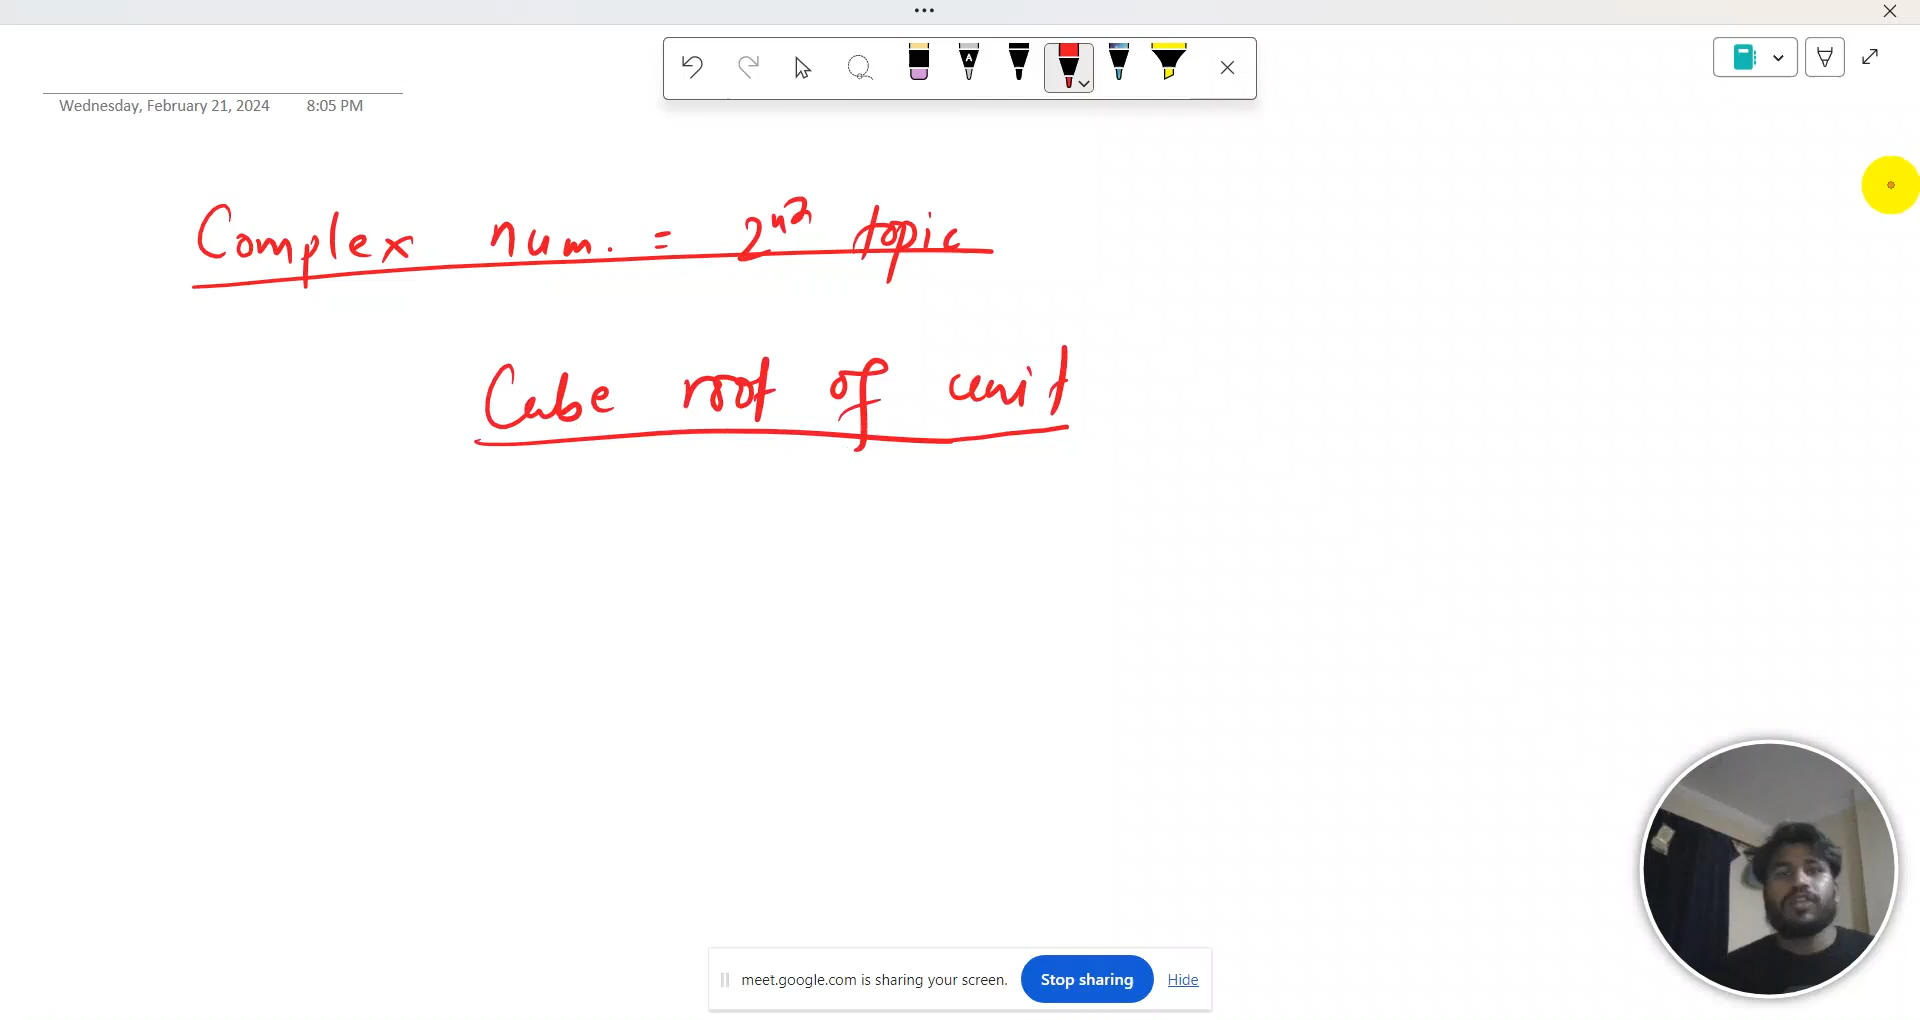 Wednesday, February 21, 2024 8:05 PM
Complex num. = 2nd topic
Cube root of unit
meet.google.com is sharing your screen. Stop sharing Hide